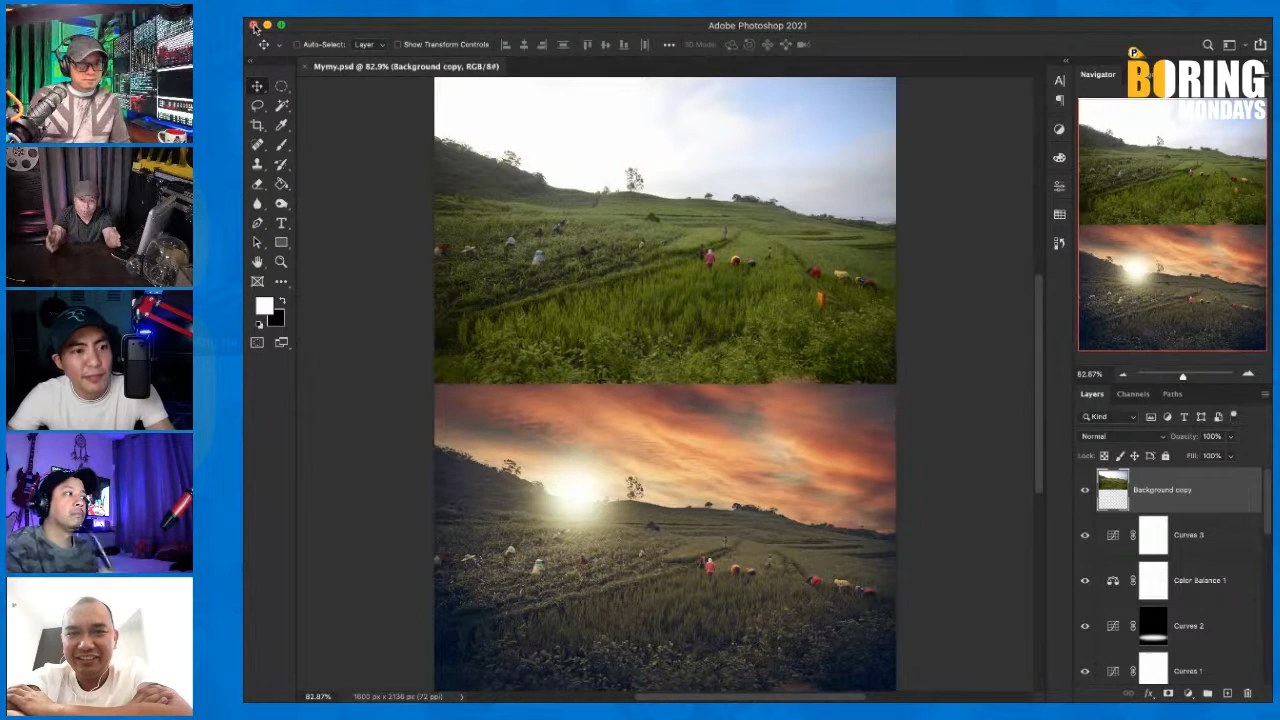 Adobe Photoshop 2021
Auto-Select: Layer Show Transform Controls 3D Mode:
Mymy.psd @ 82.9% (Background copy, RGB/8#)
Navigator
BORING
MONDAYS
82.87%
Layers Channels Paths
Kind
Normal Opacity: 100%
Lock: Fill: 100%
Background copy
Curves 3
Color Balance 1
Curves 2
Curves 1
82.87% 1600 px x 2136 px (72 ppi)